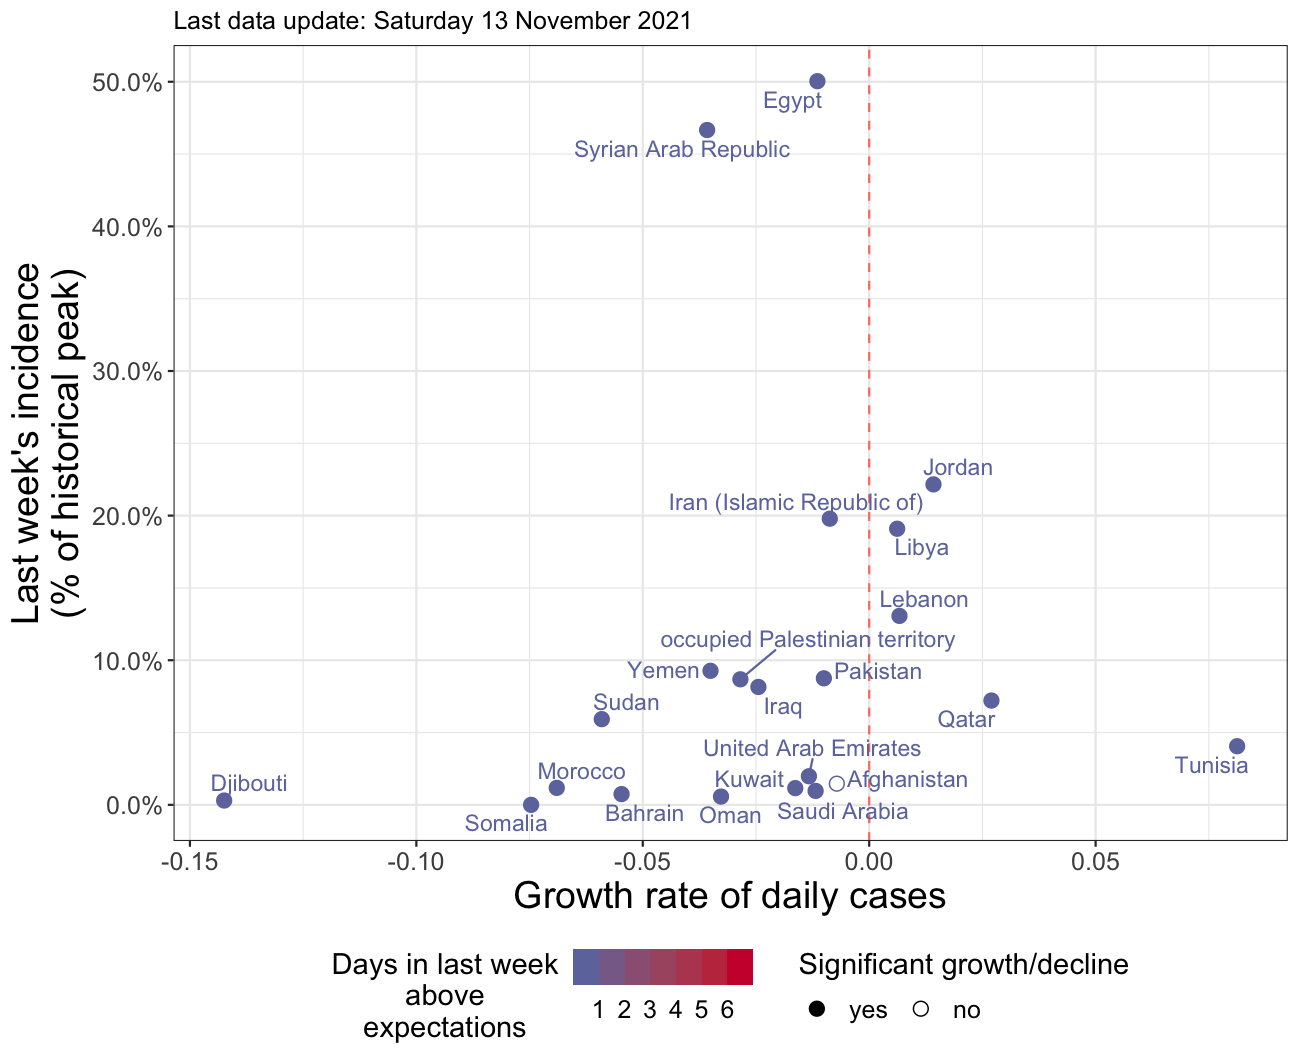 Last data update: Saturday 13 November 2021
Last week's incidence
(% of historical peak)
50.0%
40.0%
30.0%
20.0%
10.0%
0.0%
Egypt
Syrian Arab Republic
Jordan
Iran (Islamic Republic of)
Libya
Lebanon
occupied Palestinian territory
Yemen
Pakistan
Iraq
Sudan
Qatar
United Arab Emirates
Tunisia
Morocco
Kuwait
Afghanistan
Djibouti
Bahrain
Oman
Saudi Arabia
Somalia
-0.15
-0.10
-0.05
0.00
0.05
Growth rate of daily cases
Days in last week
above
expectations
1 2 3 4 5 6
Significant growth/decline
yes
no